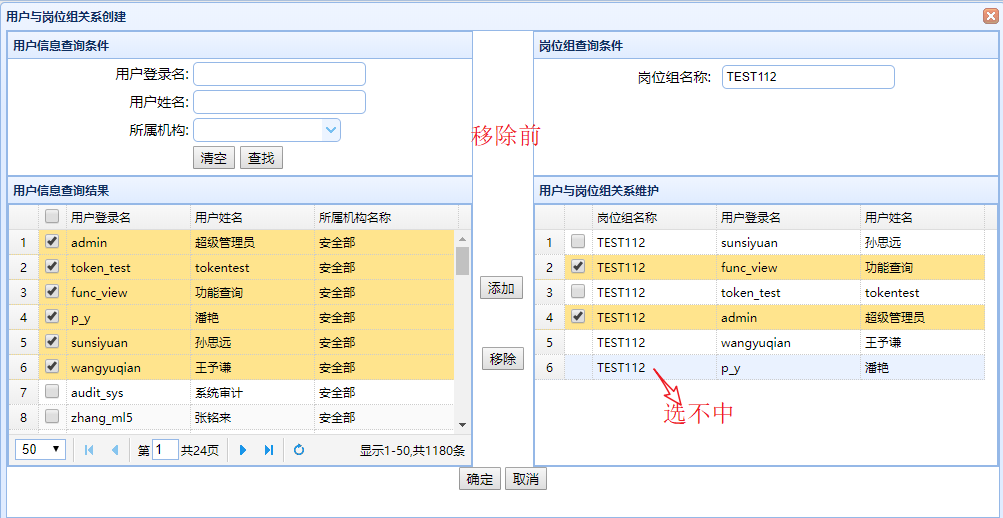 用户与岗位组关系创建
用户信息查询条件
用户登录名:
用户姓名:
所属机构:
清空 查找
移除前
岗位组查询条件
岗位组名称: TEST112
用户信息查询结果
用户登录名 用户姓名 所属机构名称
1 admin 超级管理员 安全部
2 token_test tokentest 安全部
3 func_view 功能查询 安全部
4 p_y 潘艳 安全部
5 sunsiyuan 孙思远 安全部
6 wangyuqian 王予谦 安全部
7 audit_sys 系统审计 安全部
8 zhang_ml5 张铭来 安全部
50 第 1 共24页 显示1-50,共1180条
添加
移除
用户与岗位组关系维护
岗位组名称 用户登录名 用户姓名
1 TEST112 sunsiyuan 孙思远
2 TEST112 func_view 功能查询
3 TEST112 token_test tokentest
4 TEST112 admin 超级管理员
5 TEST112 wangyuqian 王予谦
6 TEST112 p_y 潘艳
选不中
确定 取消